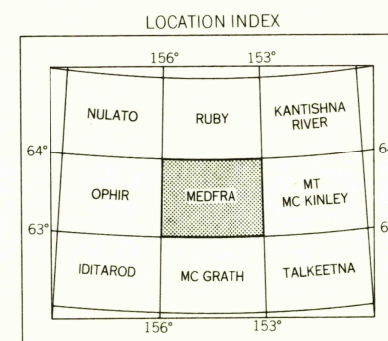 LOCATION INDEX
156° 153°
NULATO RUBY KANTISHNA
RIVER
64°
OPHIR MEDFRA MT
MC KINLEY
63°
IDITAROD MC GRATH TALKEETNA
156° 153°